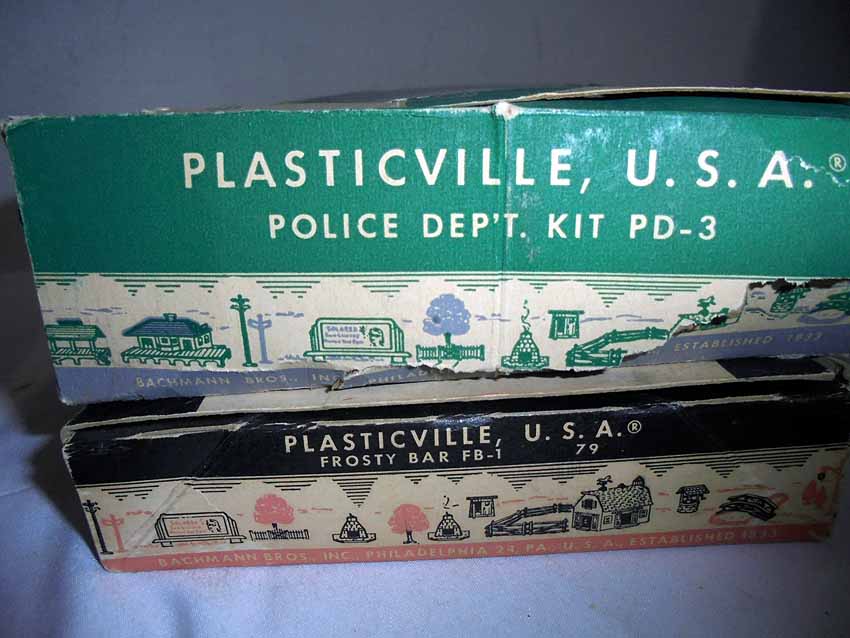 PLASTICVILLE, U. S. A.®
POLICE DEP'T. KIT PD-3
BACHMANN BROS., INC. PHILA
ESTABLISHED 1833
PLASTICVILLE, U. S. A.®
FROSTY BAR FB-1 79
BACHMANN BROS., INC. PHILADELPHIA 24, PA., U. S. A., ESTABLISHED 1833